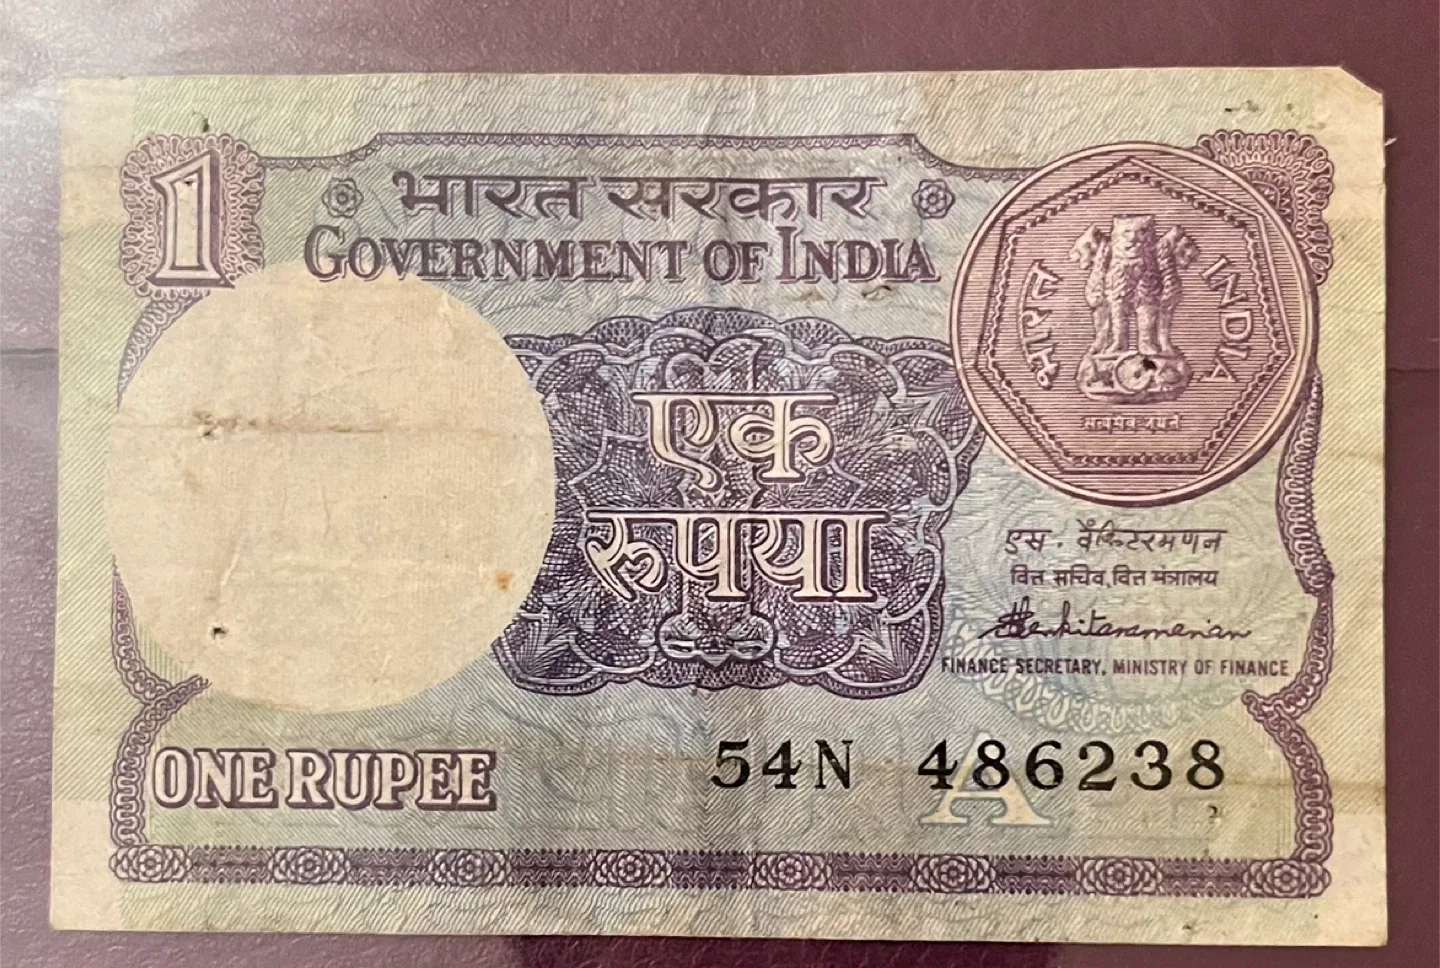 1
भारत सरकार
GOVERNMENT OF INDIA
भारत
INDIA
सत्यमेव जयते
एक
रुपया
एस. वेंकिटरमणन
वित्त सचिव, वित्त मंत्रालय
S Venkitaramanan
FINANCE SECRETARY, MINISTRY OF FINANCE
ONE RUPEE
54N 486238
A